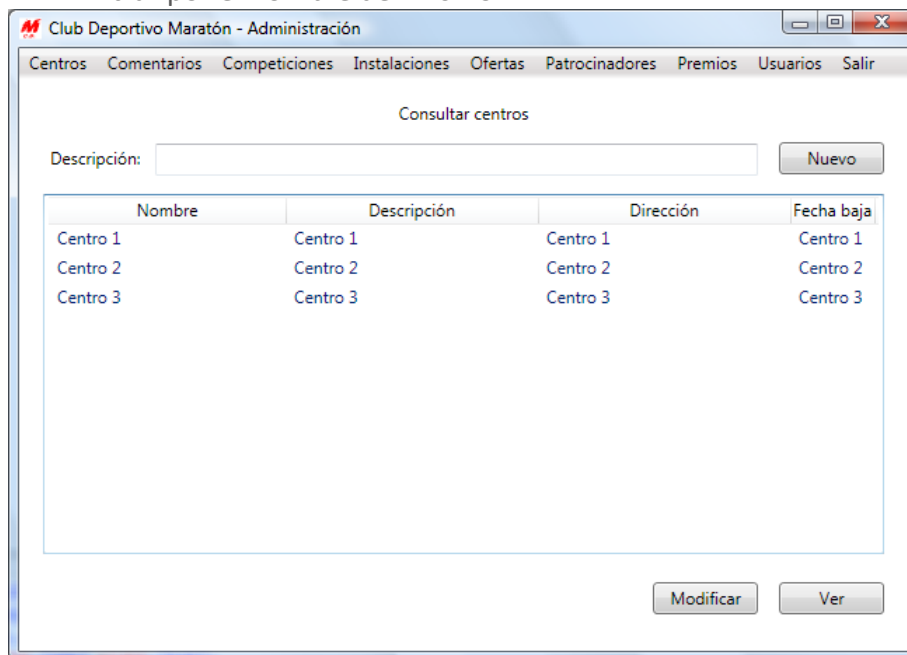 Club Deportivo Maratón - Administración
Centros Comentarios Competiciones Instalaciones Ofertas Patrocinadores Premios Usuarios Salir
Consultar centros
Descripción: Nuevo
Nombre Descripción Dirección Fecha baja
Centro 1 Centro 1 Centro 1 Centro 1
Centro 2 Centro 2 Centro 2 Centro 2
Centro 3 Centro 3 Centro 3 Centro 3
Modificar Ver